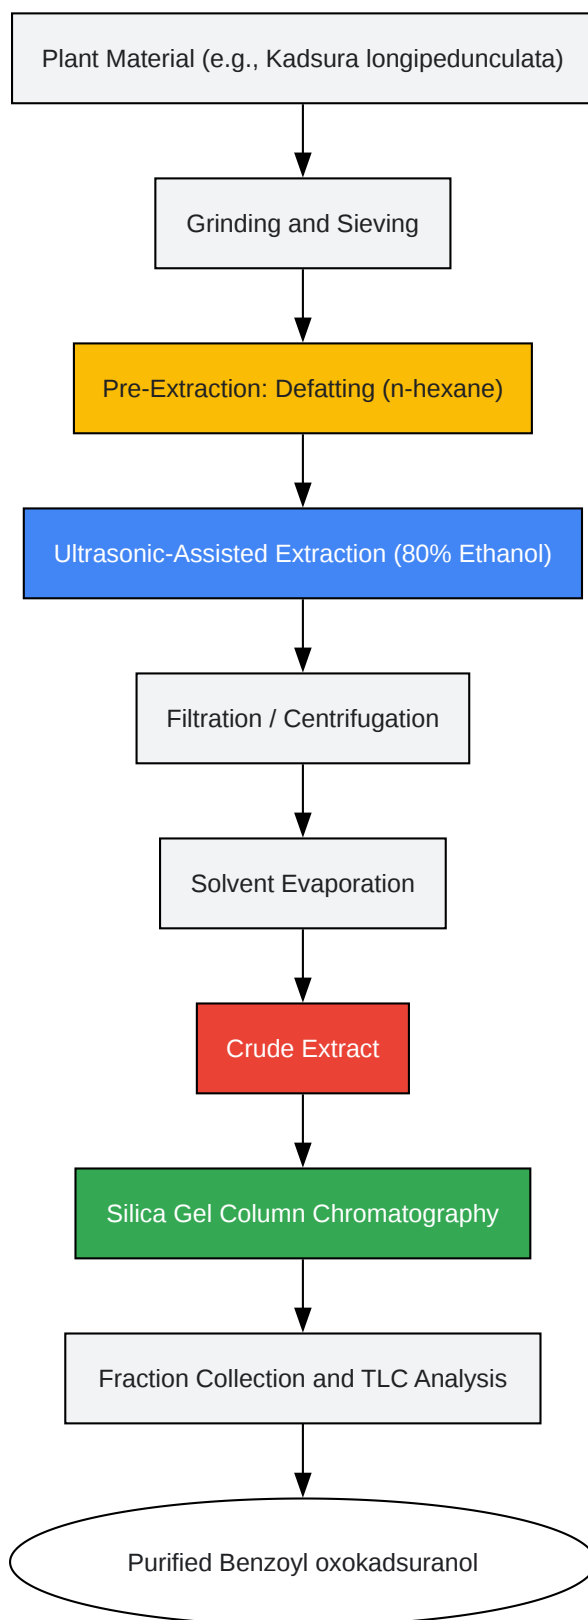 Plant Material (e.g., Kadsura longipedunculata)
Grinding and Sieving
Pre-Extraction: Defatting (n-hexane)
Ultrasonic-Assisted Extraction (80% Ethanol)
Filtration / Centrifugation
Solvent Evaporation
Crude Extract
Silica Gel Column Chromatography
Fraction Collection and TLC Analysis
Purified Benzoyl oxokadsuranol